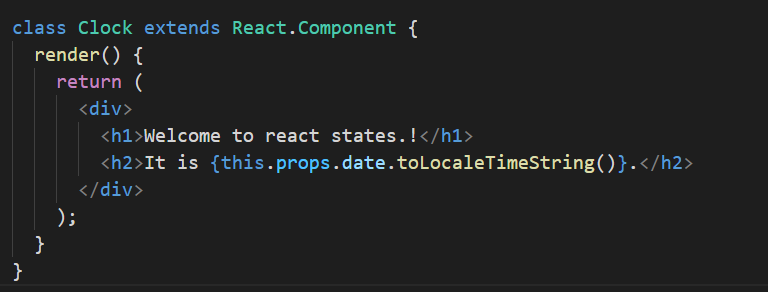 class Clock extends React.Component {
  render() {
    return (
      <div>
        <h1>Welcome to react states.!</h1>
        <h2>It is {this.props.date.toLocaleTimeString()}.</h2>
      </div>
    );
  }
}